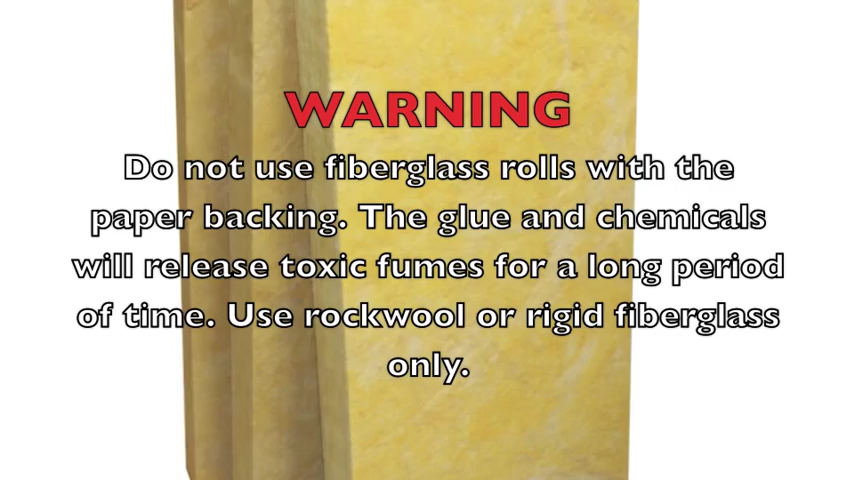 WARNING
Do not use fiberglass rolls with the
paper backing. The glue and chemicals
will release toxic fumes for a long period
of time. Use rockwool or rigid fiberglass
only.